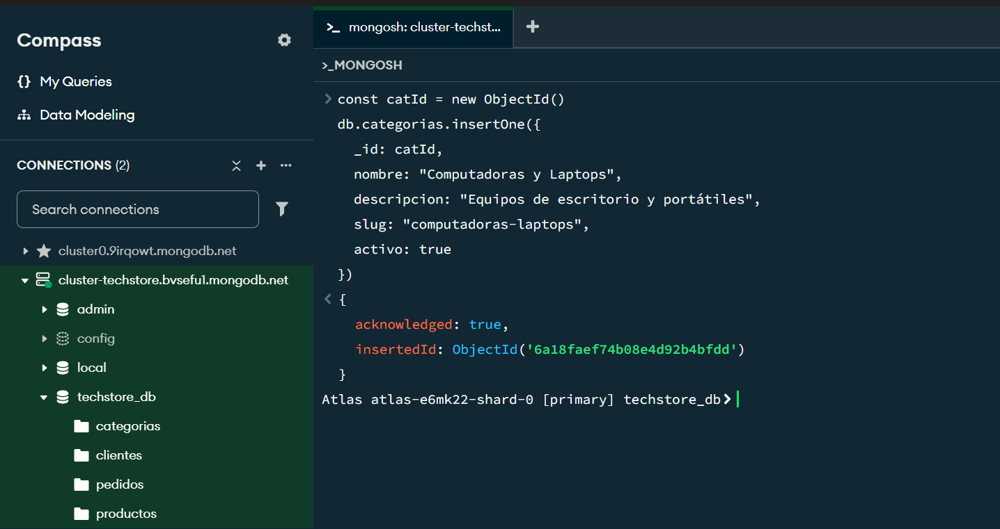 Compass
{} My Queries
Data Modeling
CONNECTIONS (2)
Search connections
cluster0.9irqowt.mongodb.net
cluster-techstore.bvsefu1.mongodb.net
admin
config
local
techstore_db
categorias
clientes
pedidos
productos
>_ mongosh: cluster-techst...
>_MONGOSH
const catId = new ObjectId()
db.categorias.insertOne({
  _id: catId,
  nombre: "Computadoras y Laptops",
  descripcion: "Equipos de escritorio y portátiles",
  slug: "computadoras-laptops",
  activo: true
})
{
  acknowledged: true,
  insertedId: ObjectId('6a18faef74b08e4d92b4bfdd')
}
Atlas atlas-e6mk22-shard-0 [primary] techstore_db>